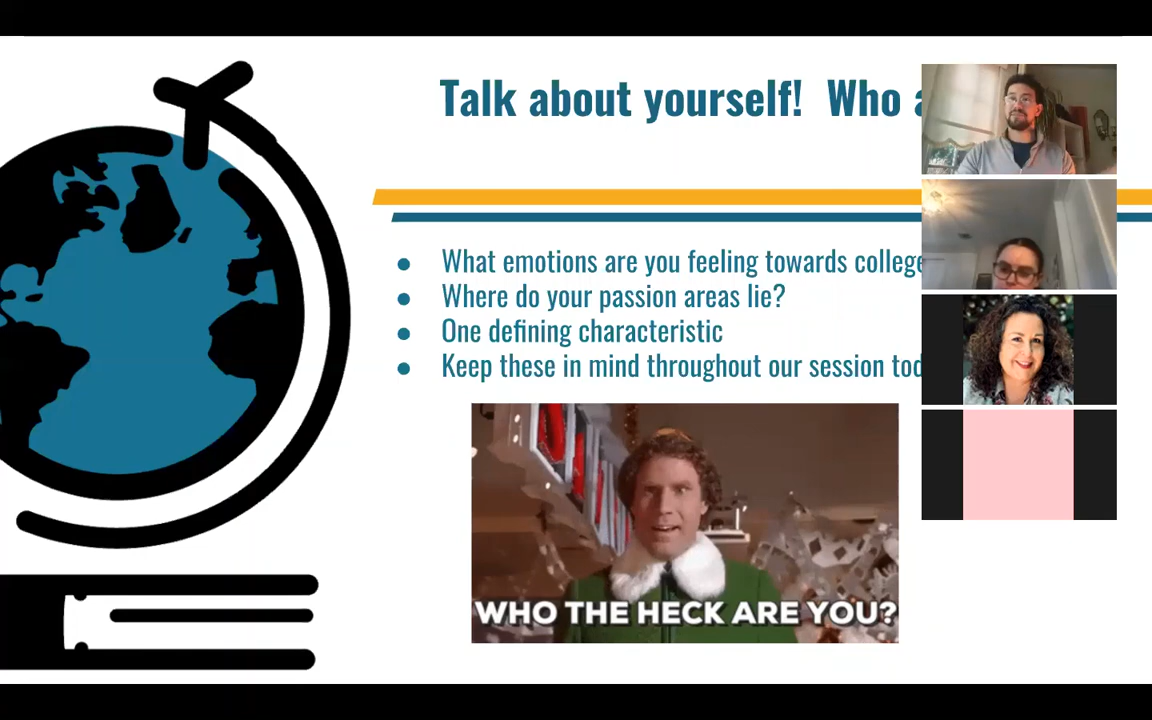 Talk about yourself!  Who
What emotions are you feeling towards college
Where do your passion areas lie?
One defining characteristic
Keep these in mind throughout our session
WHO THE HECK ARE YOU?